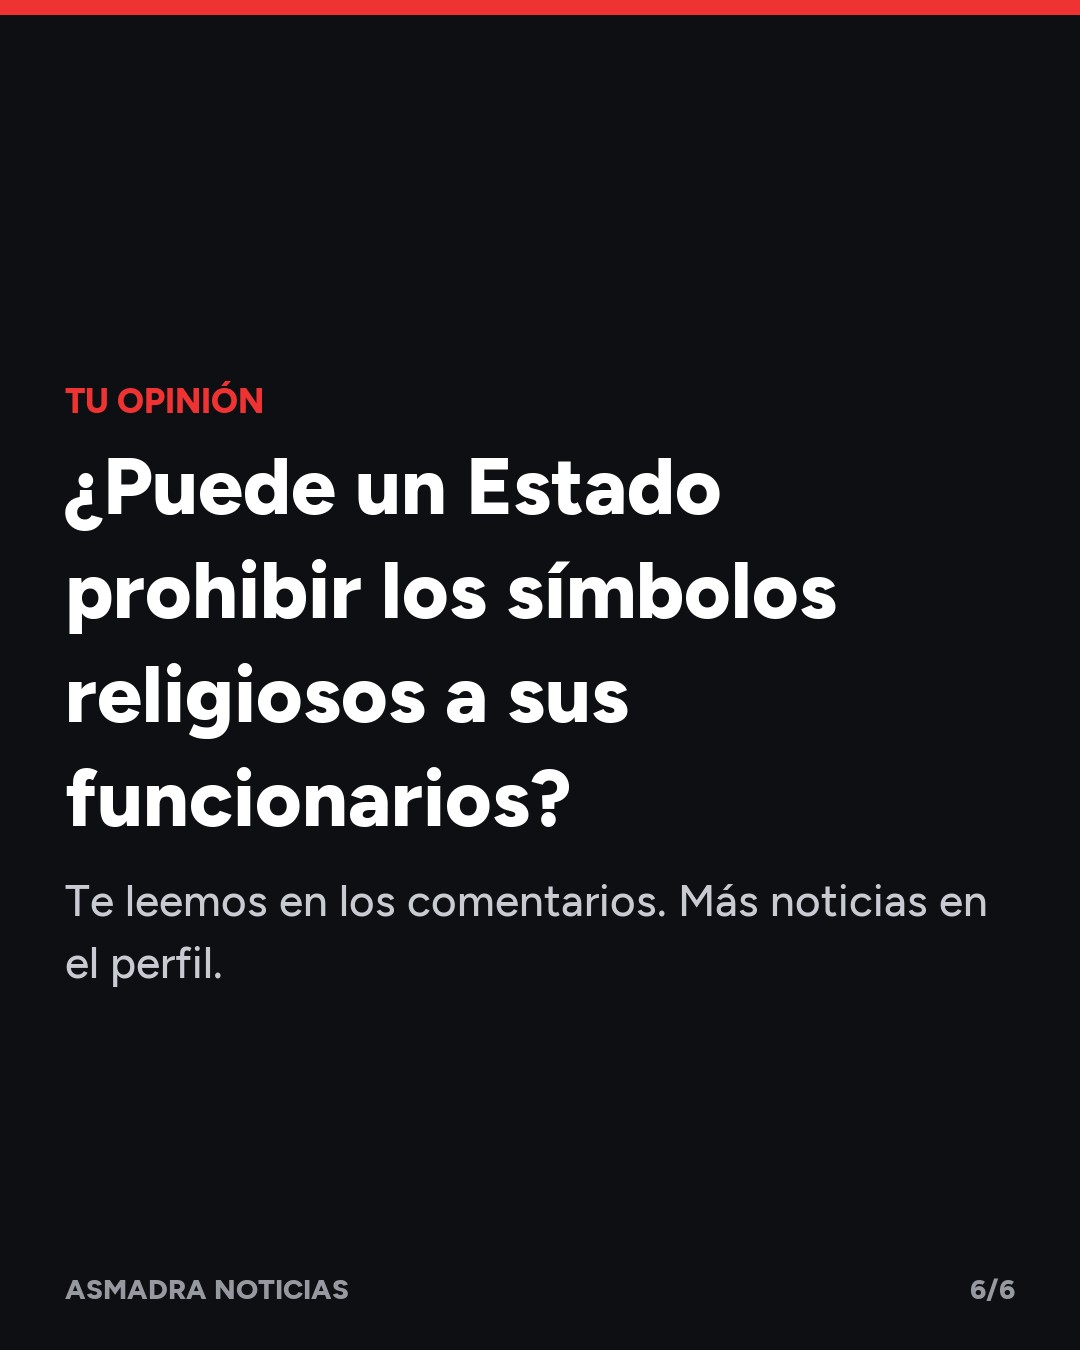 TU OPINIÓN
¿Puede un Estado
prohibir los símbolos
religiosos a sus
funcionarios?
Te leemos en los comentarios. Más noticias en
el perfil.
ASMADRA NOTICIAS
6/6